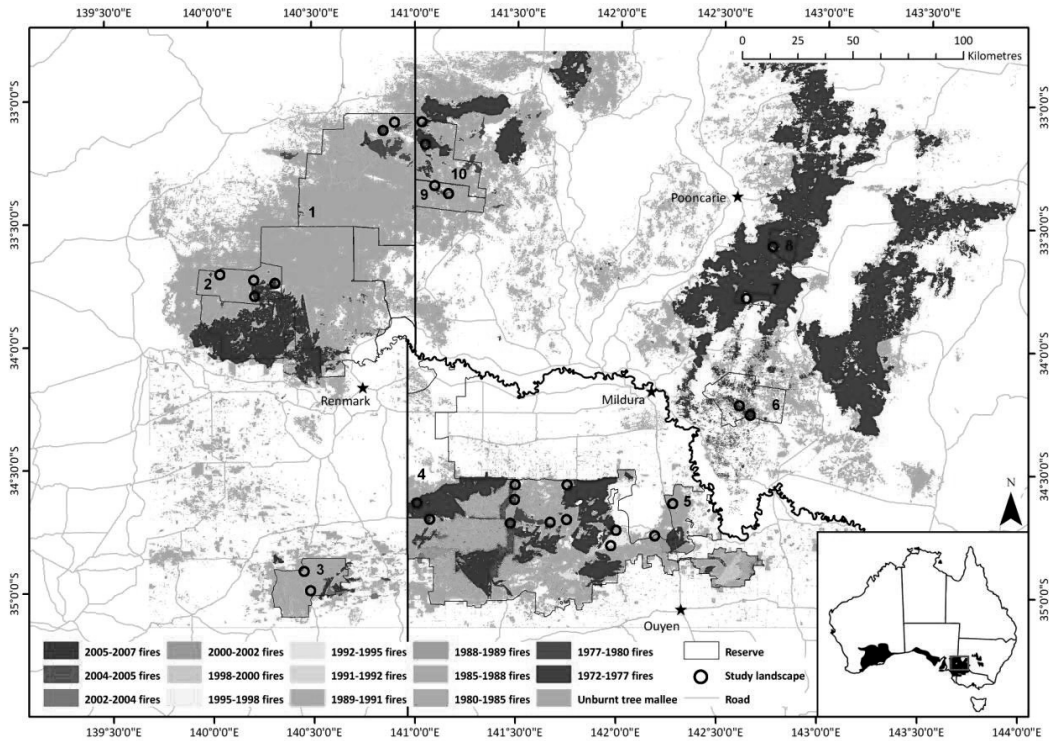 139°30'0"E 140°0'0"E 140°30'0"E 141°0'0"E 141°30'0"E 142°0'0"E 142°30'0"E 143°0'0"E 143°30'0"E
0 25 50 100
Kilometres
33°0'0"S 33°0'0"S
10
9
Pooncarie
1
33°30'0"S 33°30'0"S
8
2
7
34°0'0"S 34°0'0"S
Renmark
Mildura
6
34°30'0"S 34°30'0"S
4
5
N
3
35°0'0"S 35°0'0"S
Ouyen
2005-2007 fires 2000-2002 fires 1992-1995 fires 1988-1989 fires 1977-1980 fires Reserve
2004-2005 fires 1998-2000 fires 1991-1992 fires 1985-1988 fires 1972-1977 fires Study landscape
2002-2004 fires 1995-1998 fires 1989-1991 fires 1980-1985 fires Unburnt tree mallee Road
139°30'0"E 140°0'0"E 140°30'0"E 141°0'0"E 141°30'0"E 142°0'0"E 142°30'0"E 143°0'0"E 143°30'0"E 144°0'0"E